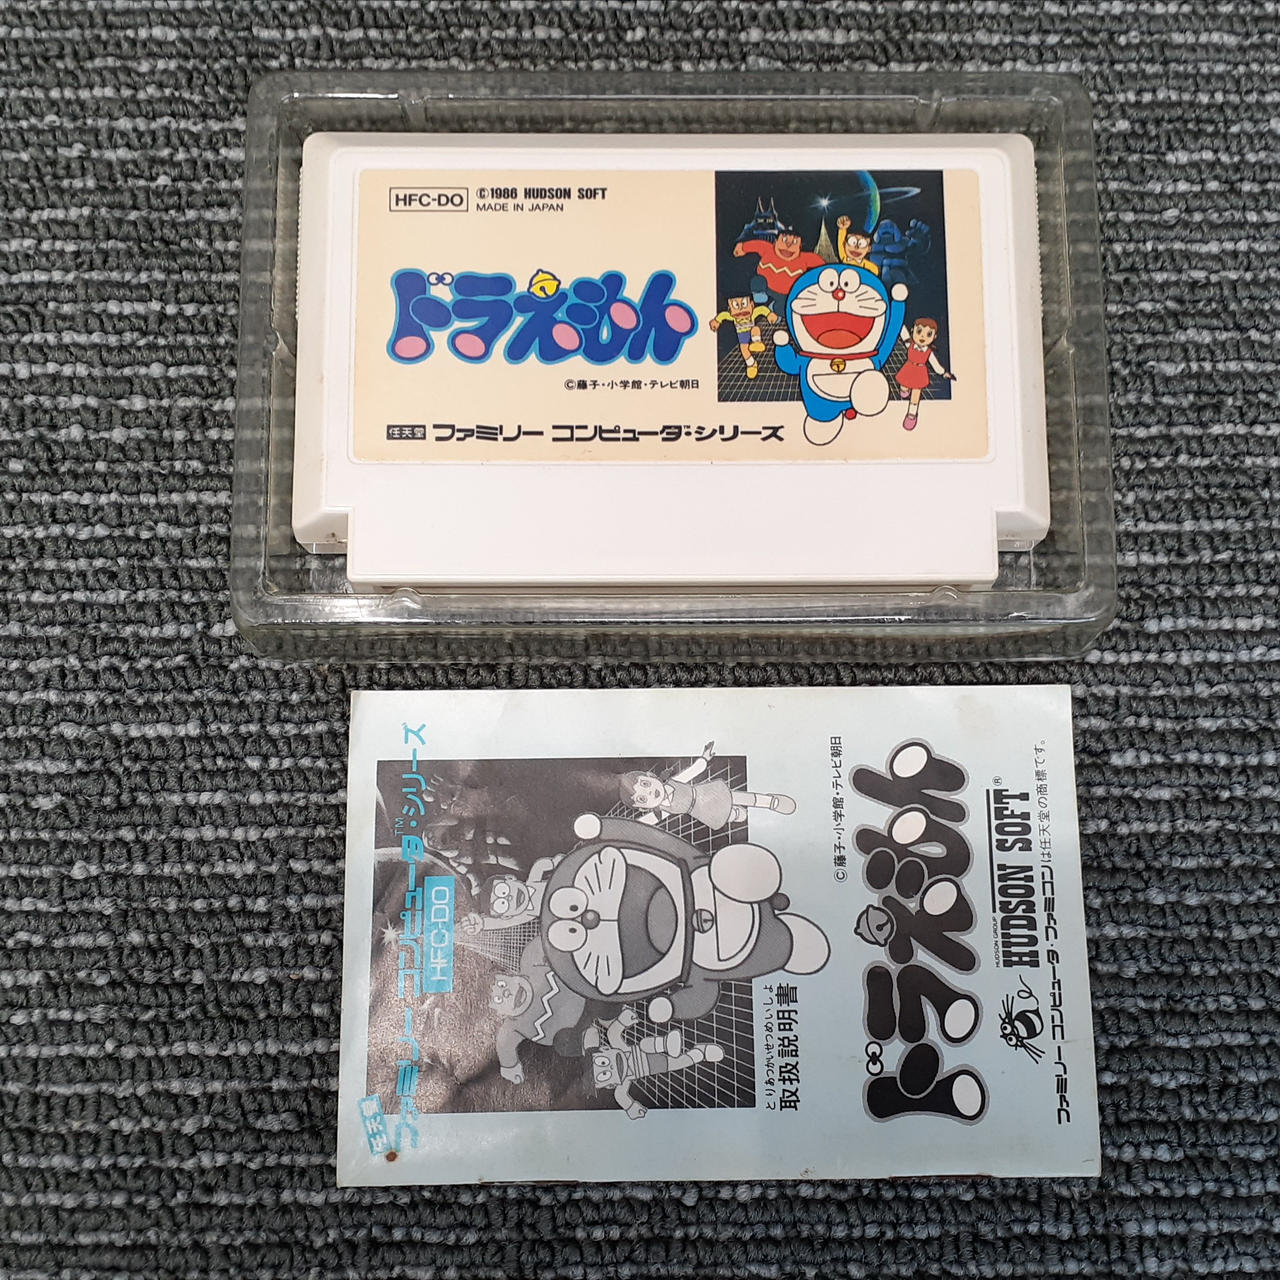 HFC-DO
©1986 HUDSON SOFT
MADE IN JAPAN
ドラえもん
©藤子・小学館・テレビ朝日
任天堂 ファミリー コンピュータ・シリーズ
任天堂
ファミリー コンピュータ™・シリーズ
HFC-DO
とりあつかいせつめいしょ
取扱説明書
©藤子・小学館・テレビ朝日
ドラえもん
HUDSON GROUP
HUDSON SOFT®
ファミリー コンピュータ・ファミコンは任天堂の商標です。